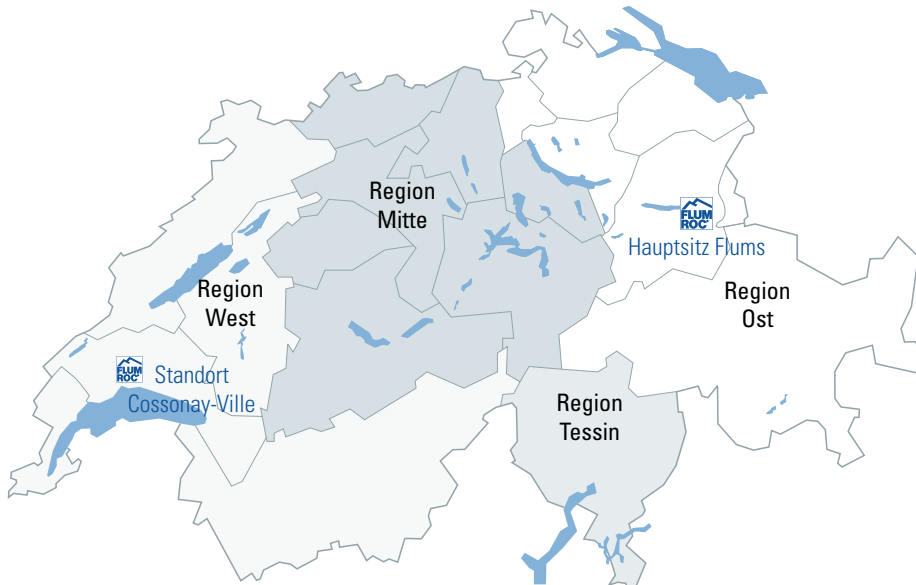 Region
Mitte
FLUM
ROC®
Hauptsitz Flums
Region
West
Region
Ost
FLUM
ROC®
Standort
Cossonay-Ville
Region
Tessin